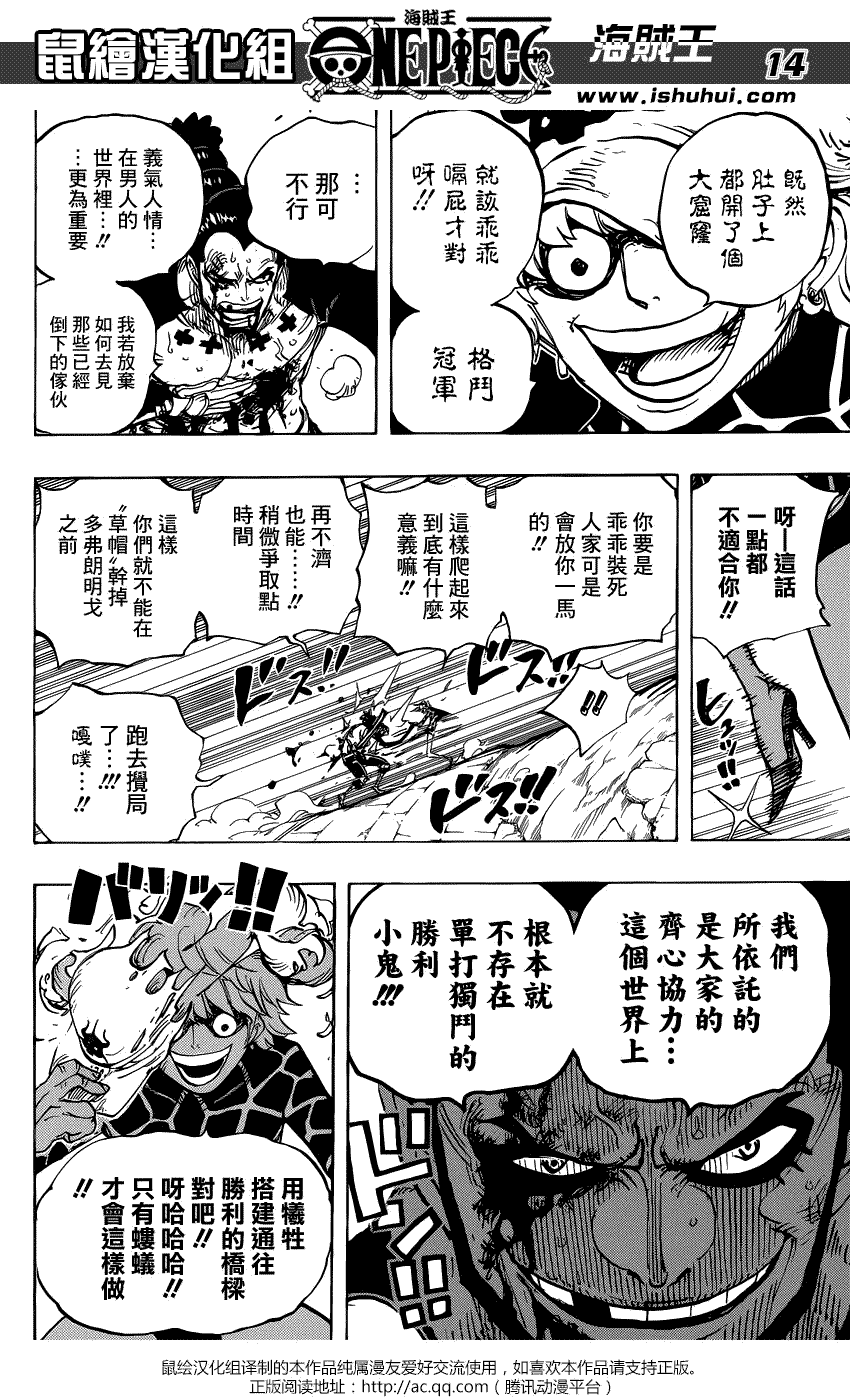 鼠繪漢化組
海賊王
ONE PIECE
海賊王
14
www.ishuhui.com
既然
肚子上
都開了個
大窟窿
就該乖乖
嗝屁才對
呀!!
格鬥
冠軍
…
那可
不行
義氣人情…
在男人的
世界裡…!!
…更為重要
我若放棄
如何去見
那些已經
倒下的傢伙
呀—這話
一點都
不適合你!!
ヒュッ…!!
你要是
乖乖裝死
人家可是
會放你一馬
的!!
這樣爬起來
到底有什麼
意義嘛!!
!!
ドス!!
ドス!!
ドス!!
再不濟
也能……!!
稍微爭取點
時間
這樣
你們就不能在
“草帽”幹掉
多弗朗明戈
之前
跑去攪局
了…!!!
嘎噗…!!
我們
所依託的
是大家的
齊心協力…
這個世界上
根本就
不存在
單打獨鬥的
勝利
小鬼!!!
ドン!!
バッ!!
用犧牲
搭建通往
勝利的橋樑
對吧!!
呀哈哈哈!!
只有螻蟻
才會這樣做
!!
鼠绘汉化组译制的本作品纯属漫友爱好交流使用，如喜欢本作品请支持正版。
正版阅读地址：http://ac.qq.com（腾讯动漫平台）